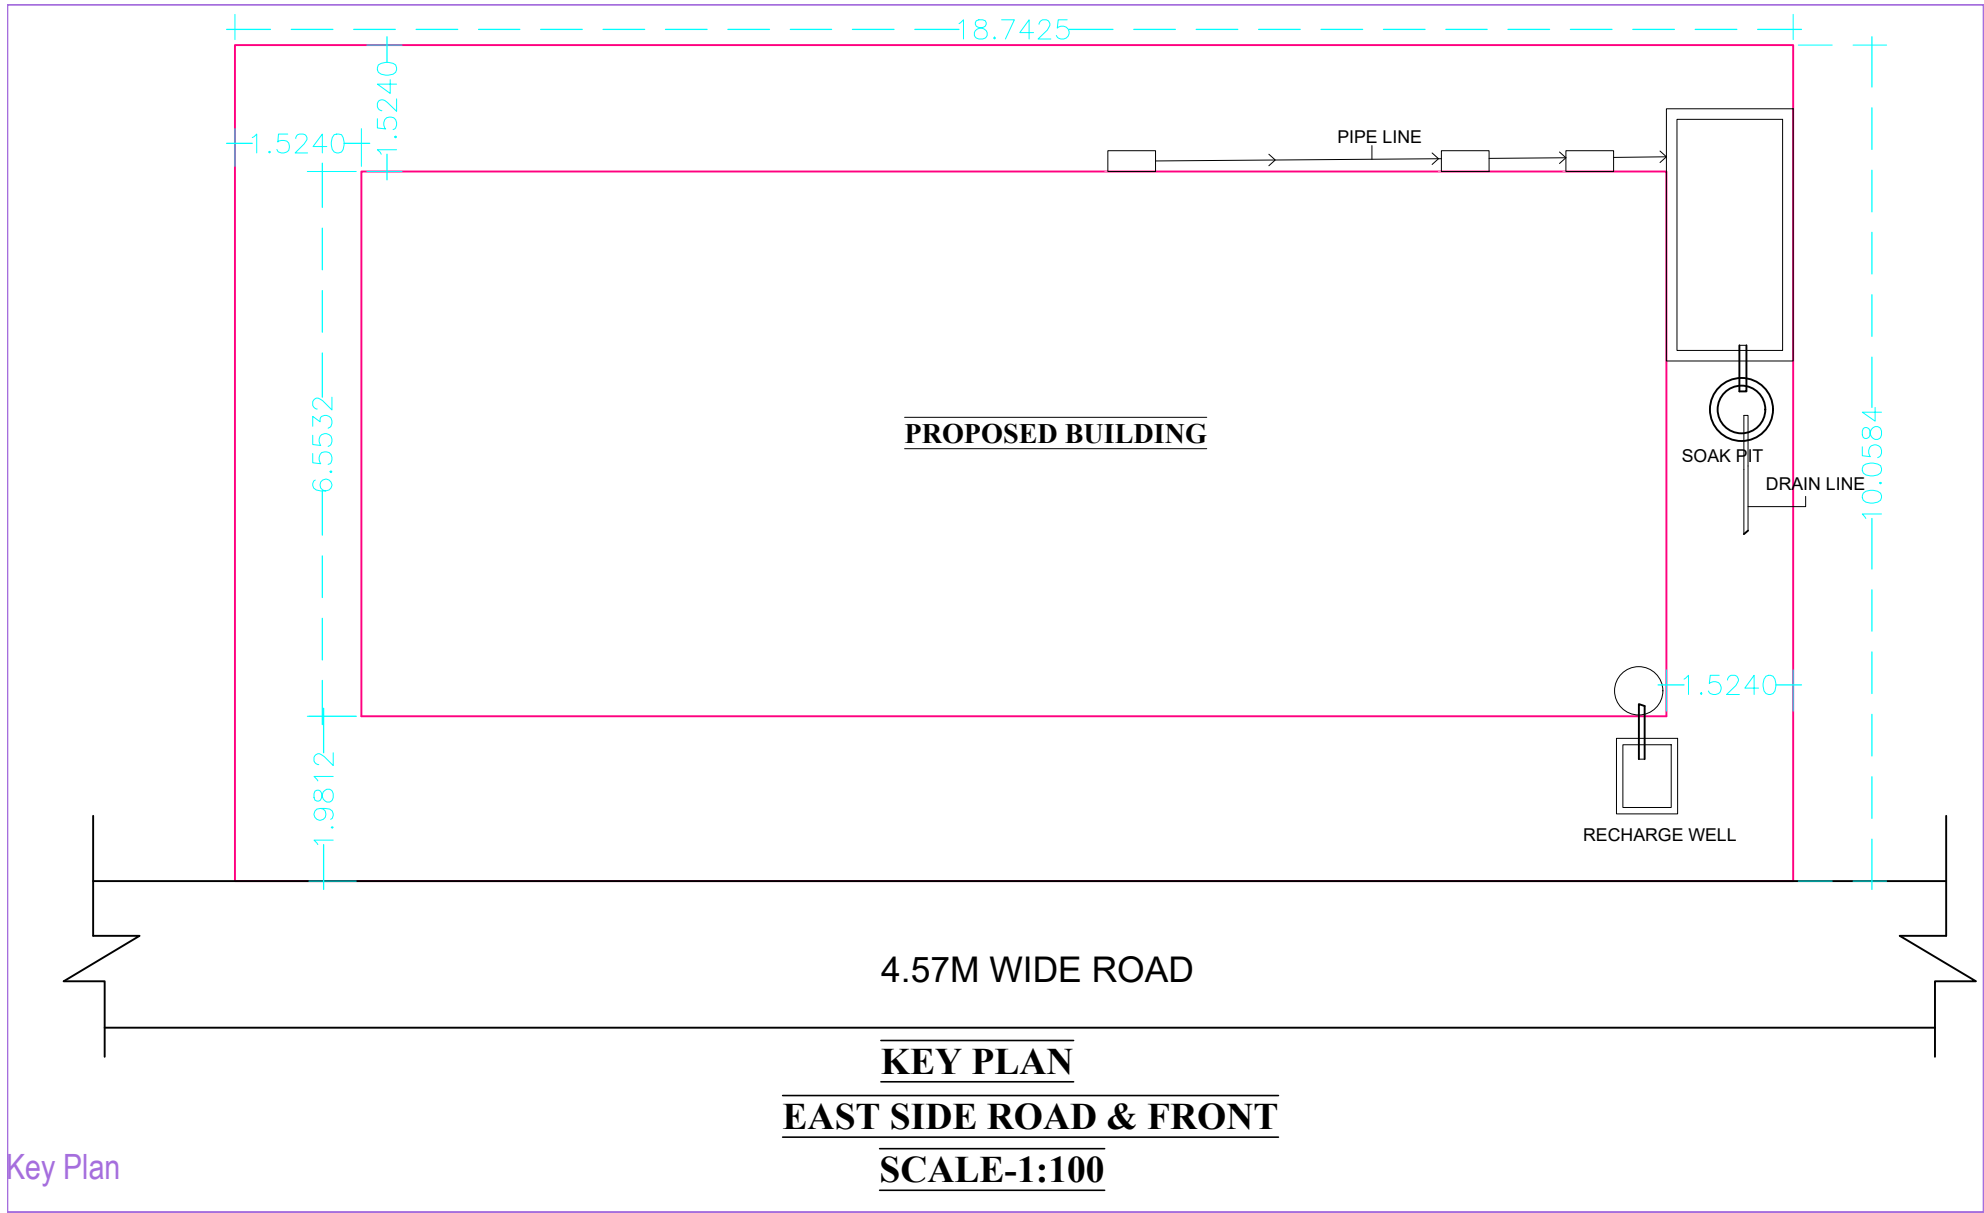 18.7425
1.5240
1.5240
PIPE LINE
6.5532
PROPOSED BUILDING
10.0584
SOAK PIT
DRAIN LINE
1.5240
1.9812
RECHARGE WELL
4.57M WIDE ROAD
KEY PLAN
EAST SIDE ROAD & FRONT
SCALE-1:100
Key Plan